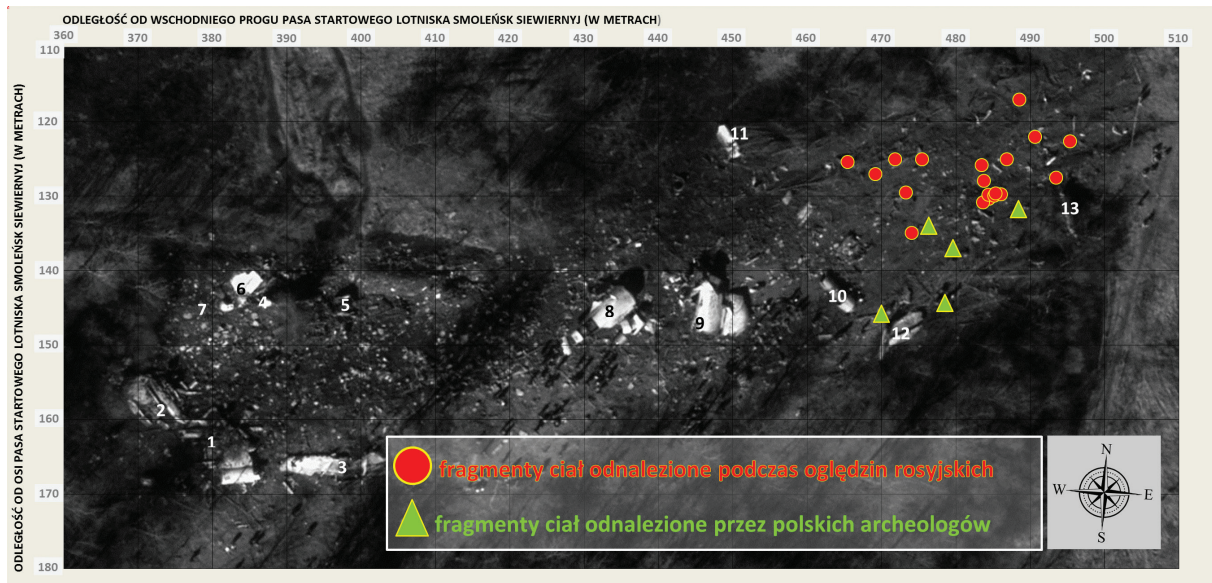 ODLEGŁOŚĆ OD WSCHODNIEGO PROGU PASA STARTOWEGO LOTNISKA SMOLEŃSK SIEWIERNYJ (W METRACH)
360 370 380 390 400 410 420 430 440 450 460 470 480 490 500 510
ODLEGŁOŚĆ OD OSI PASA STARTOWEGO LOTNISKA SMOLEŃSK SIEWIERNYJ (W METRACH)
110
120
130
140
150
160
170
180
11
13
6
7
4
5
10
8
9
12
2
1
3
fragmenty ciał odnalezione podczas oględzin rosyjskich
fragmenty ciał odnalezione przez polskich archeologów
N
W E
S